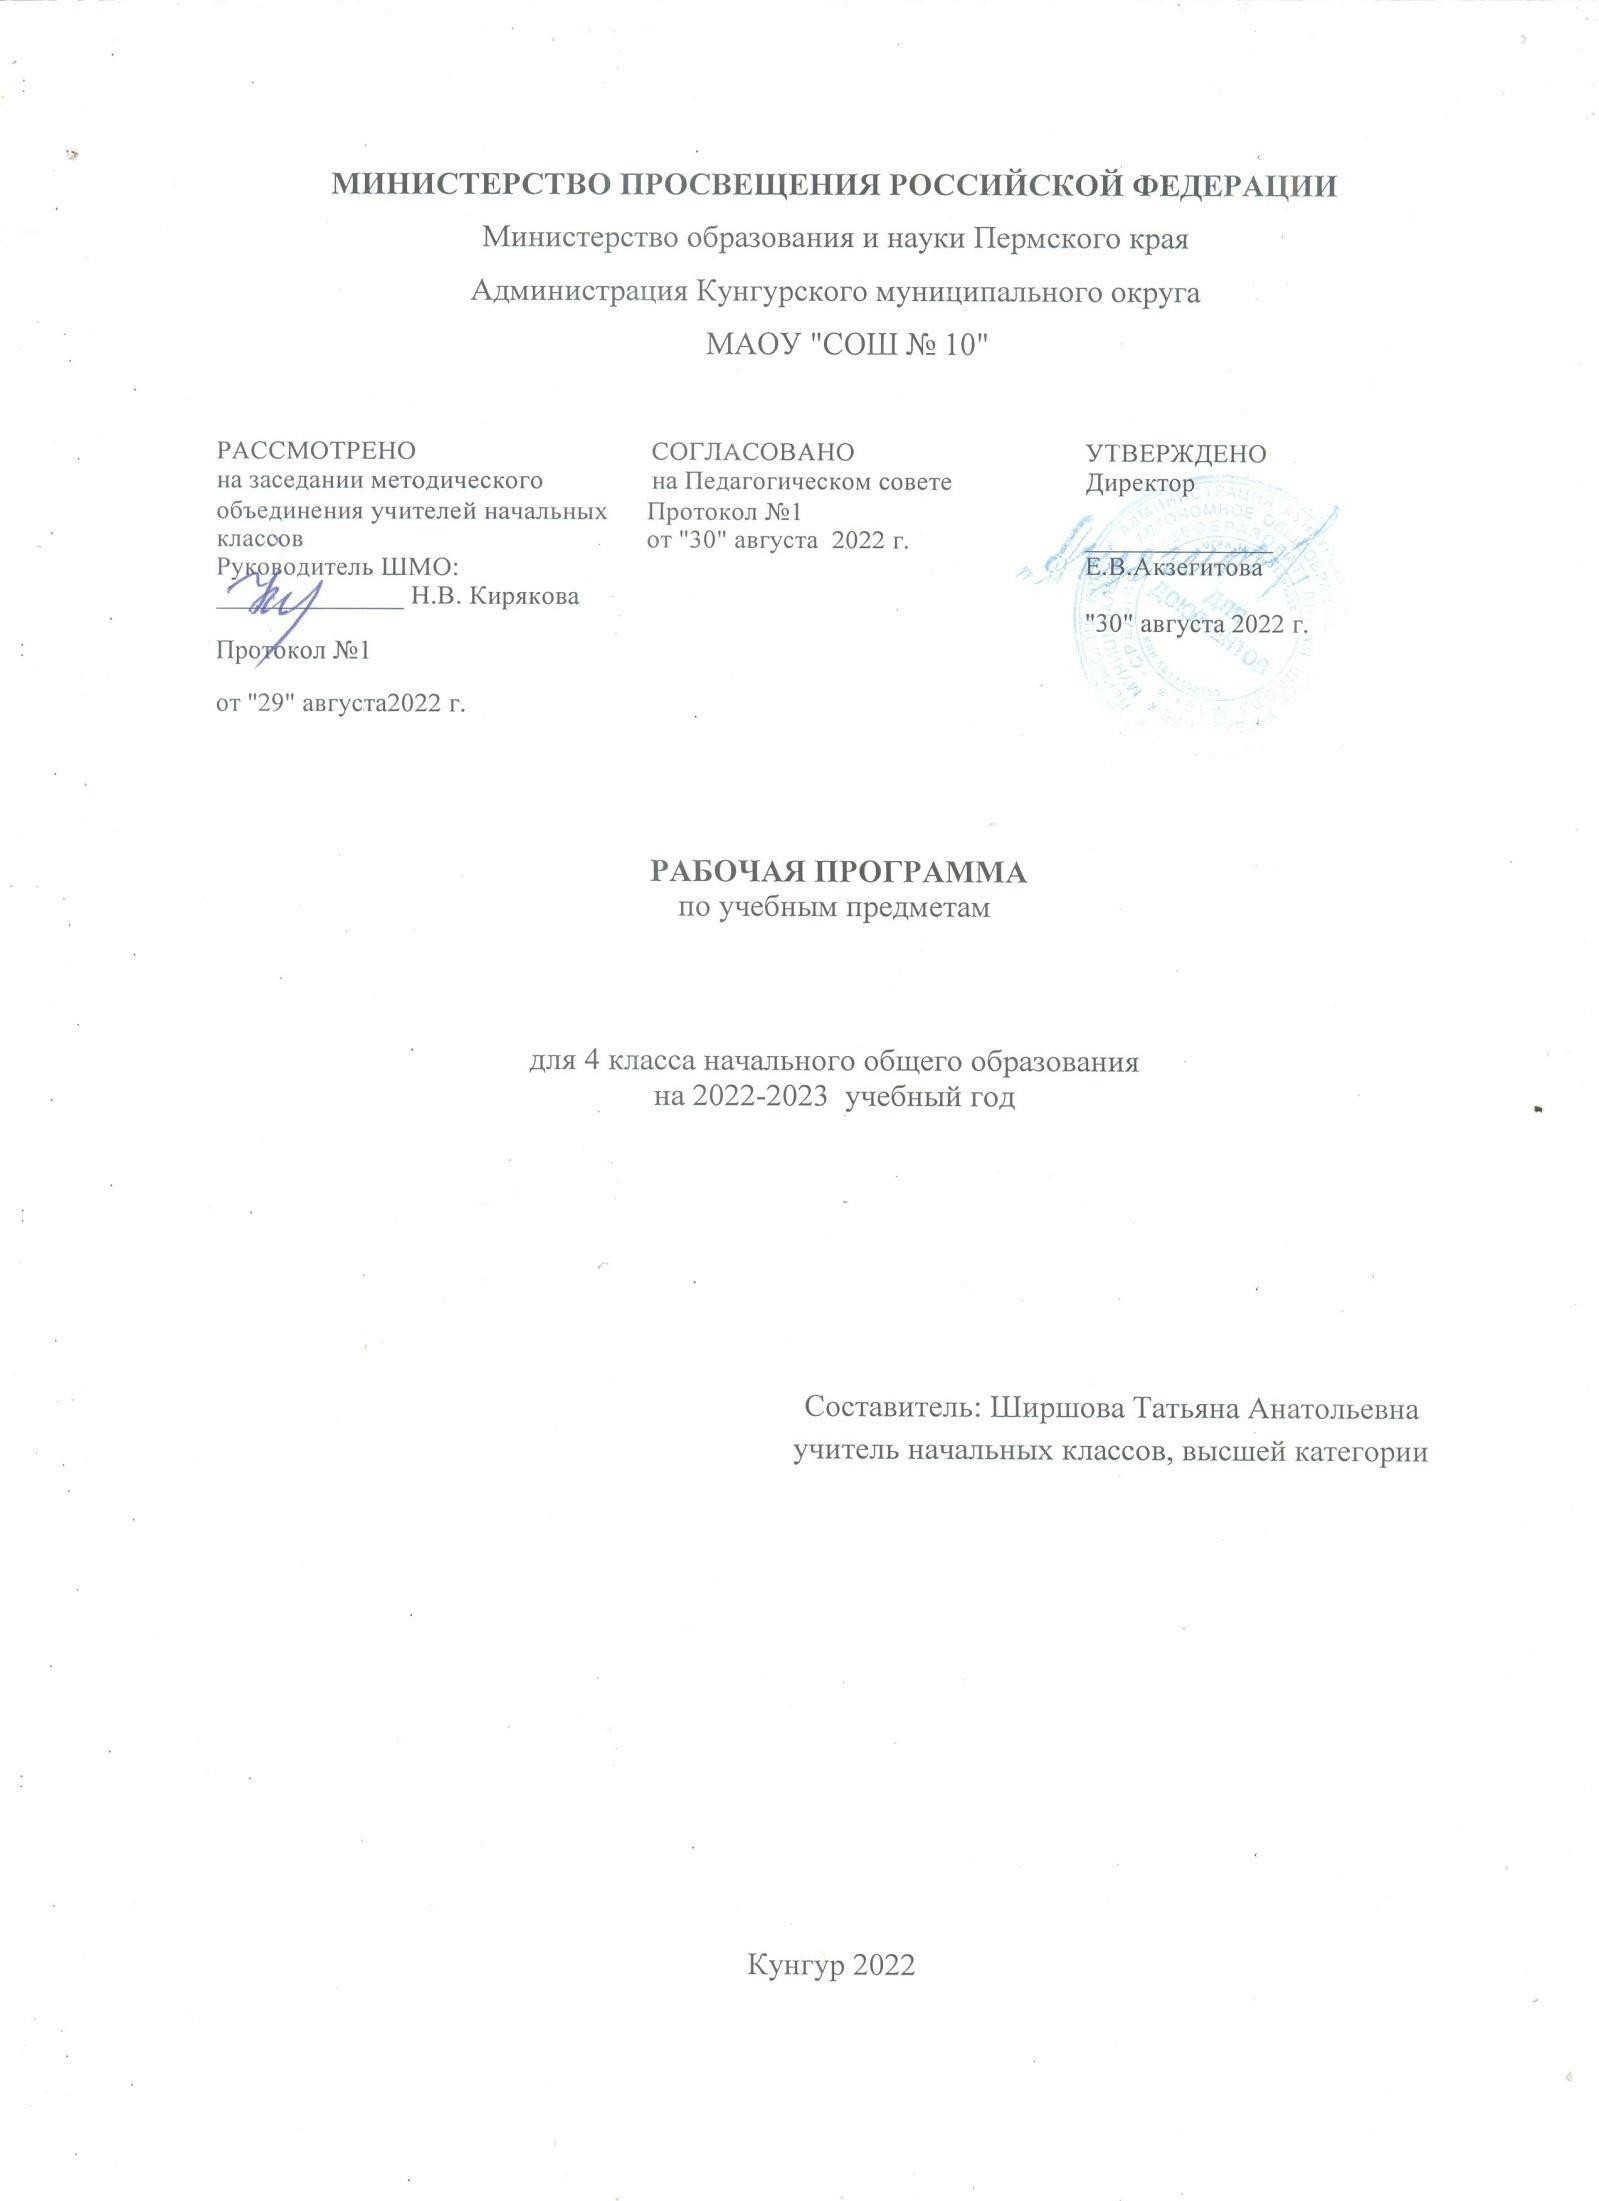 МИНИСТЕРСТВО ПРОСВЕЩЕНИЯ РОССИЙСКОЙ ФЕДЕРАЦИИ
Министерство образования и науки Пермского края
Администрация Кунгурского муниципального округа
МАОУ "СОШ № 10"
РАССМОТРЕНО
на заседании методического
объединения учителей начальных
классов
Руководитель ШМО:
______________ Н.В. Кирякова
Протокол №1
от "29" августа2022 г.
СОГЛАСОВАНО
на Педагогическом совете
Протокол №1
от "30" августа  2022 г.
УТВЕРЖДЕНО
Директор
______________
Е.В.Акзегитова
"30" августа 2022 г.
ДЛЯ
ДОКУМЕНТОВ
РАБОЧАЯ ПРОГРАММА
по учебным предметам
для 4 класса начального общего образования
на 2022-2023  учебный год
Составитель: Ширшова Татьяна Анатольевна
учитель начальных классов, высшей категории
Кунгур 2022